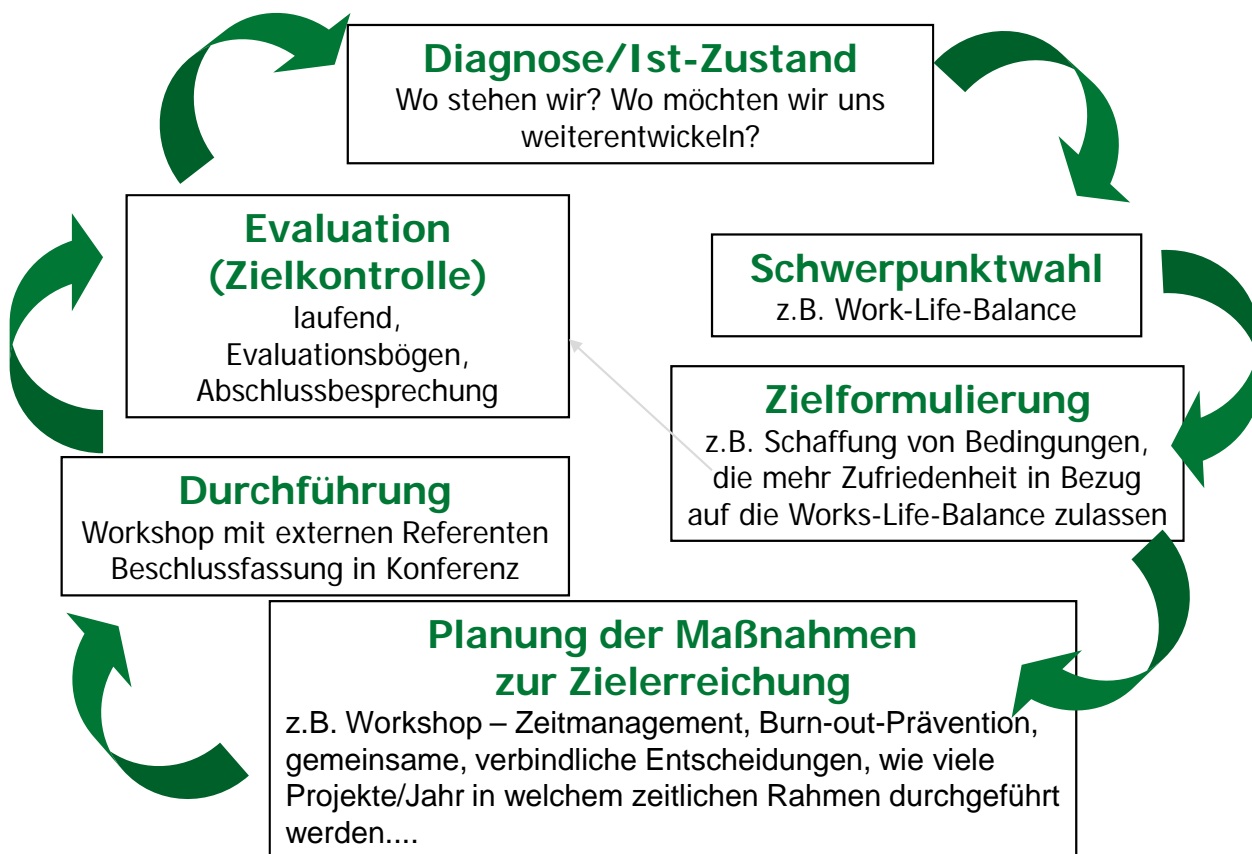 Diagnose/Ist-Zustand
Wo stehen wir? Wo möchten wir uns
weiterentwickeln?
Schwerpunktwahl
z.B. Work-Life-Balance
Zielformulierung
z.B. Schaffung von Bedingungen,
die mehr Zufriedenheit in Bezug
auf die Works-Life-Balance zulassen
Planung der Maßnahmen
zur Zielerreichung
z.B. Workshop – Zeitmanagement, Burn-out-Prävention,
gemeinsame, verbindliche Entscheidungen, wie viele
Projekte/Jahr in welchem zeitlichen Rahmen durchgeführt
werden....
Durchführung
Workshop mit externen Referenten
Beschlussfassung in Konferenz
Evaluation
(Zielkontrolle)
laufend,
Evaluationsbögen,
Abschlussbesprechung